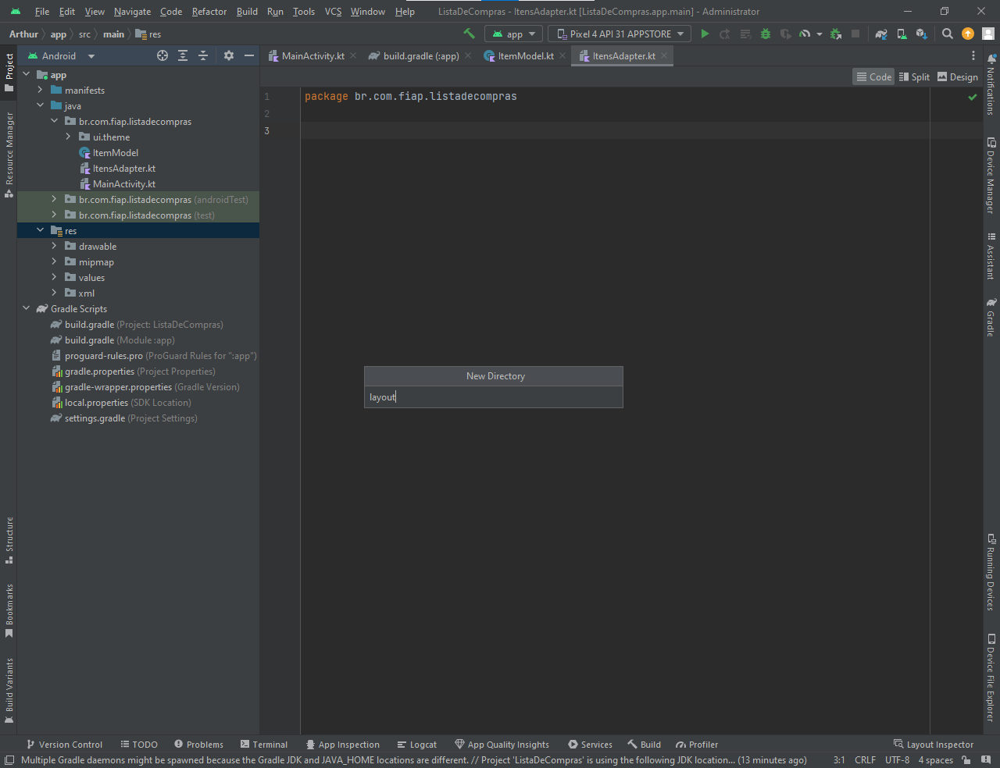 File Edit View Navigate Code Refactor Build Run Tools VCS Window Help ListaDeCompras - ItensAdapter.kt [ListaDeCompras.app.main] - Administrator
Arthur app src main res app Pixel 4 API 31 APPSTORE
Project
Resource Manager
Structure
Bookmarks
Build Variants
Android
app
manifests
java
br.com.fiap.listadecompras
ui.theme
ItemModel
ItensAdapter.kt
MainActivity.kt
br.com.fiap.listadecompras (androidTest)
br.com.fiap.listadecompras (test)
res
drawable
mipmap
values
xml
Gradle Scripts
build.gradle (Project: ListaDeCompras)
build.gradle (Module :app)
proguard-rules.pro (ProGuard Rules for ":app")
gradle.properties (Project Properties)
gradle-wrapper.properties (Gradle Version)
local.properties (SDK Location)
settings.gradle (Project Settings)
MainActivity.kt build.gradle (:app) ItemModel.kt ItensAdapter.kt
Code Split Design
1 package br.com.fiap.listadecompras
2
3
New Directory
layout
Notifications
Device Manager
Assistant
Gradle
Running Devices
Device File Explorer
Version Control TODO Problems Terminal App Inspection Logcat App Quality Insights Services Build Profiler Layout Inspector
Multiple Gradle daemons might be spawned because the Gradle JDK and JAVA_HOME locations are different. // Project 'ListaDeCompras' is using the following JDK location... (13 minutes ago) 3:1 CRLF UTF-8 4 spaces